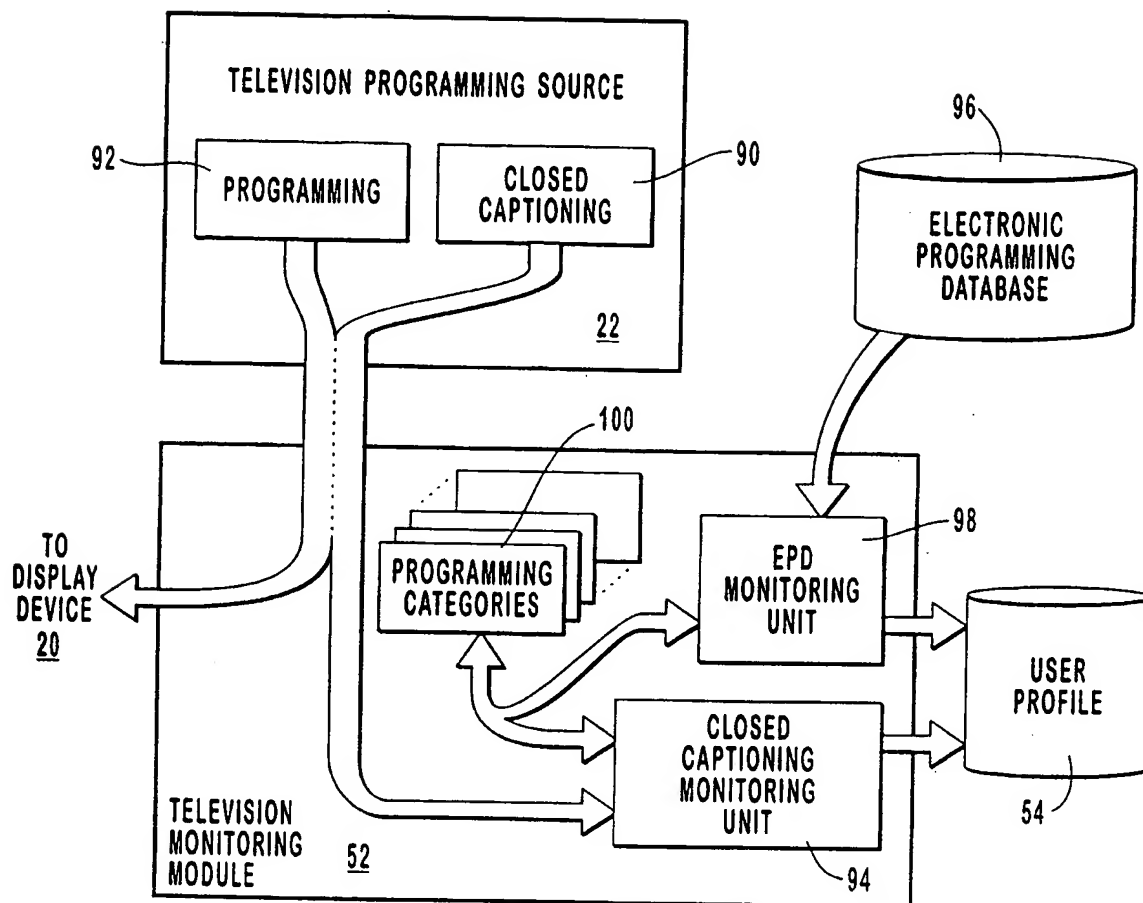 TELEVISION PROGRAMMING SOURCE
92
PROGRAMMING
CLOSED
CAPTIONING
90
22
96
ELECTRONIC
PROGRAMMING
DATABASE
100
PROGRAMMING
CATEGORIES
98
EPD
MONITORING
UNIT
TO
DISPLAY
DEVICE
20
USER
PROFILE
54
CLOSED
CAPTIONING
MONITORING
UNIT
94
TELEVISION
MONITORING
MODULE
52